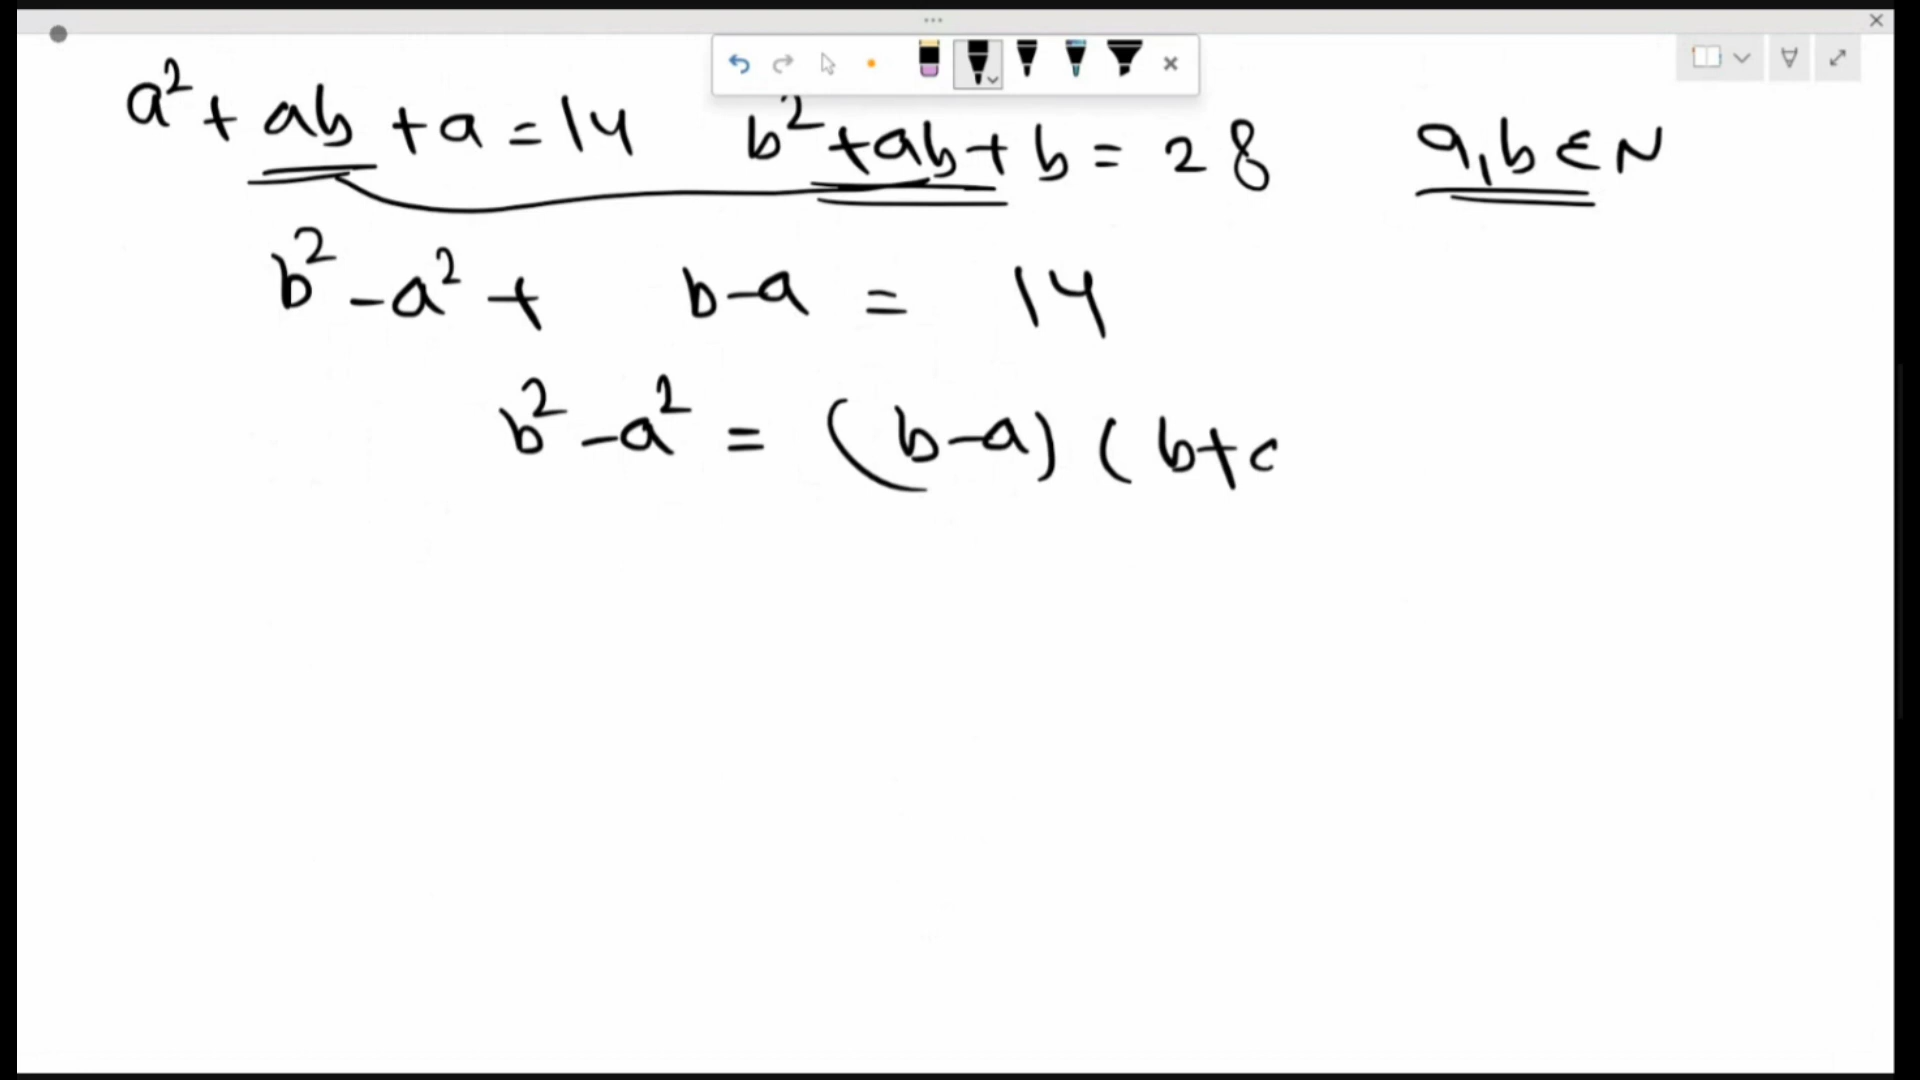 a² + ab + a = 14 b² + ab + b = 28 a,b ∈ N
b² - a² + b - a = 14
b² - a² = (b - a) (b + c